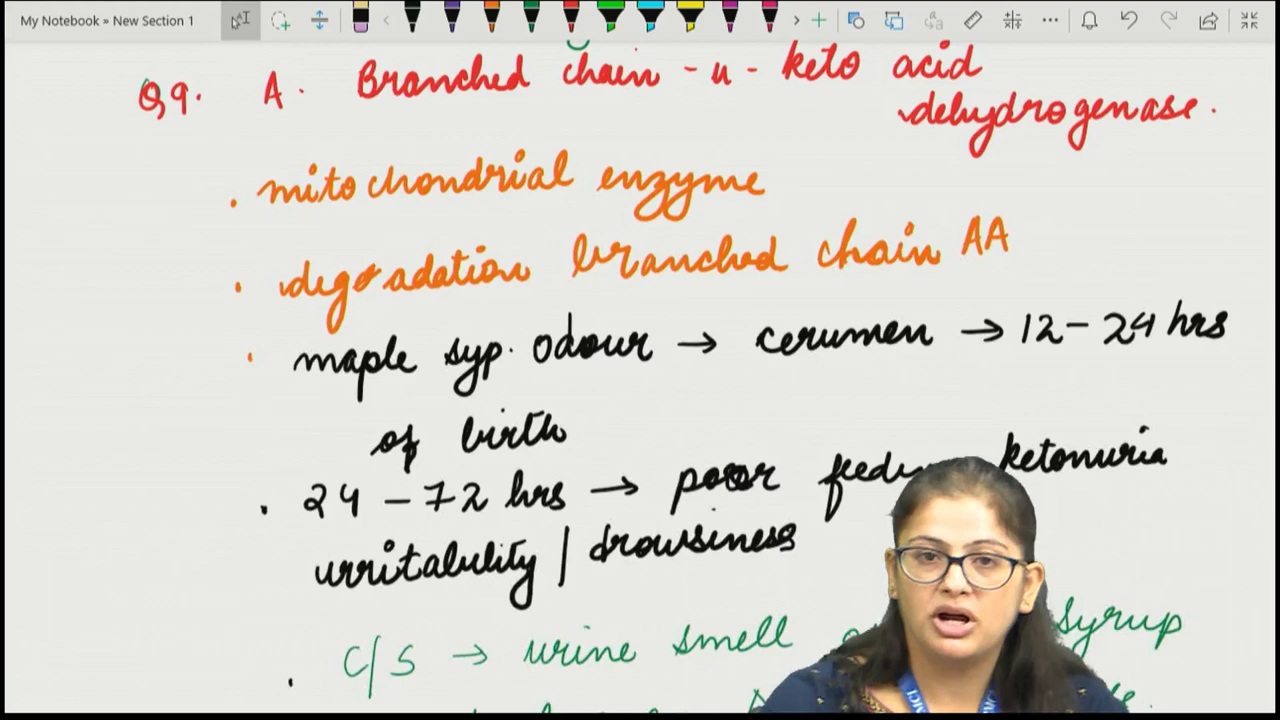 My Notebook » New Section 1
Q9. A. Branched chain - α - keto acid
dehydrogenase.
. mitochondrial enzyme
. degradation branched chain AA
. maple syp. odour → cerumen → 12 - 24 hrs
of birth
. 24 - 72 hrs → poor ketonuria
irritability / drowsiness
. C/S → urine smell syrup